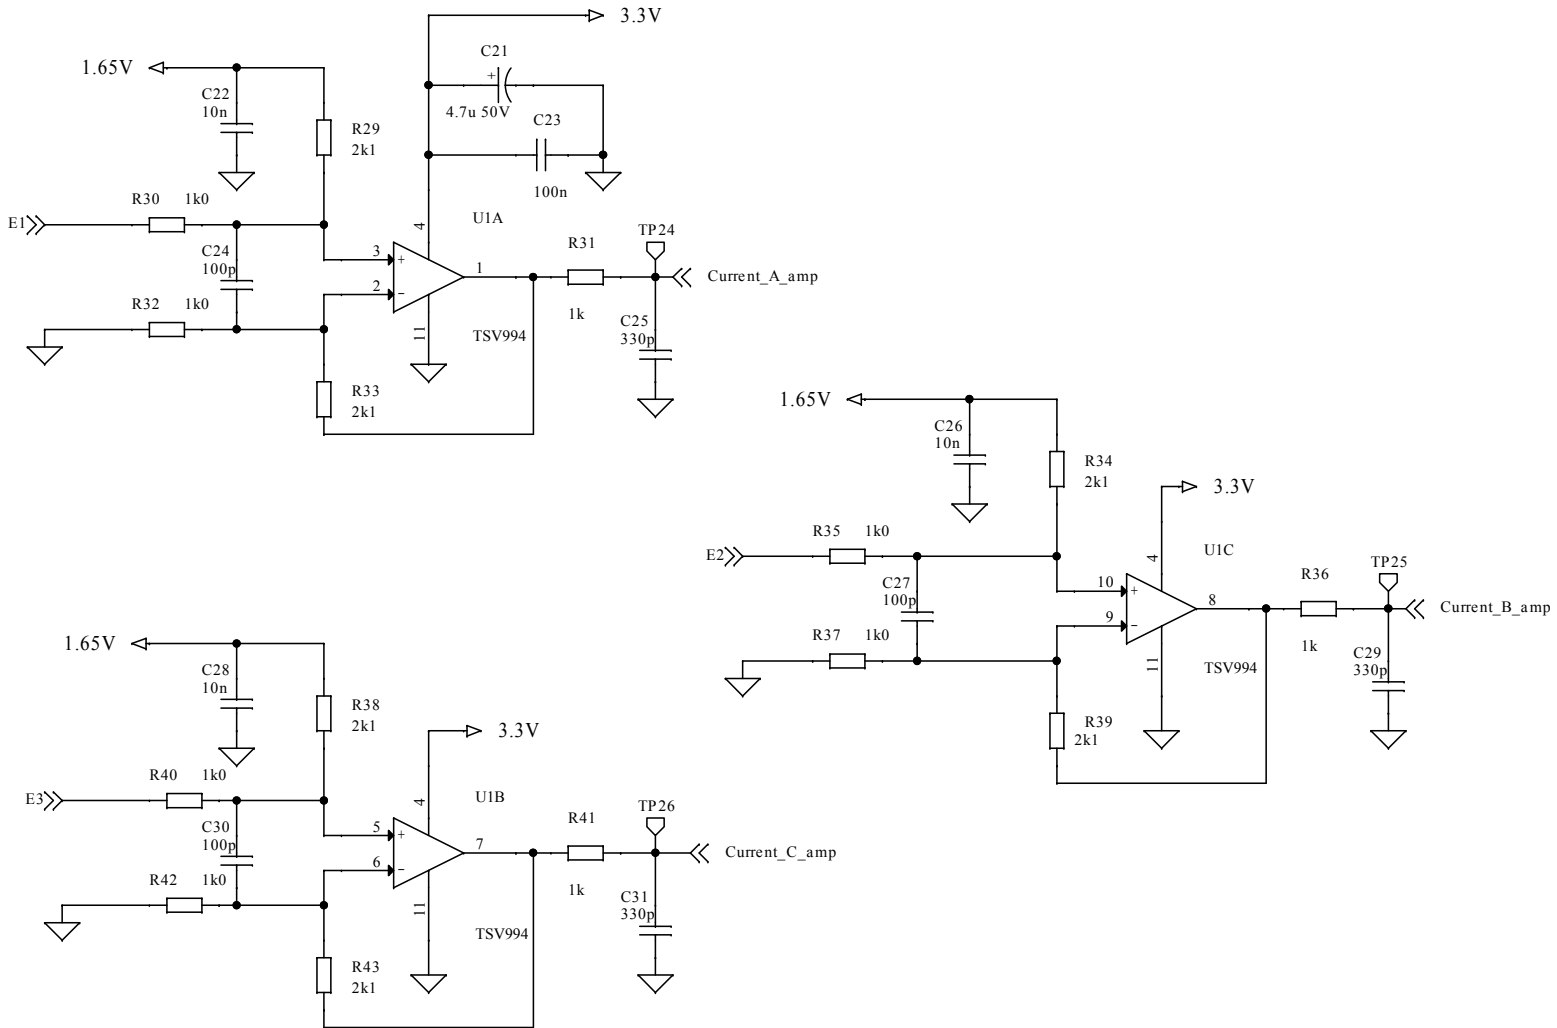 3.3V
1.65V
C21
+
4.7u 50V
C22
10n
R29
2k1
C23
100n
R30 1k0
E1
4
U1A
C24
100p
3
+
2
−
1
R31
1k
TP24
Current_A_amp
R32 1k0
11
TSV994
C25
330p
R33
2k1
1.65V
C26
10n
R34
2k1
3.3V
R35 1k0
E2
4
U1C
C27
100p
10
+
9
−
8
R36
1k
TP25
Current_B_amp
R37 1k0
11
TSV994
C29
330p
R39
2k1
1.65V
C28
10n
R38
2k1
3.3V
R40 1k0
E3
4
U1B
C30
100p
5
+
6
−
7
R41
1k
TP26
Current_C_amp
R42 1k0
11
TSV994
C31
330p
R43
2k1